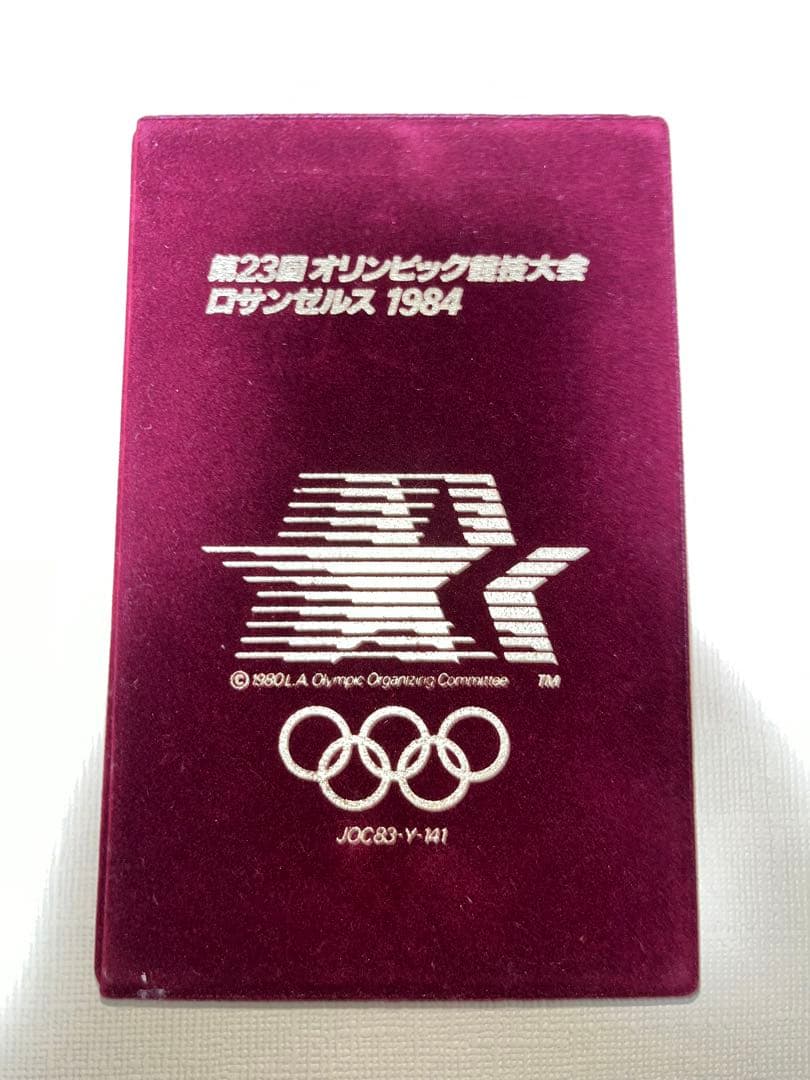 第23回 オリンピック競技大会
ロサンゼルス 1984
© 1980 L.A. Olympic Organizing Committee TM
JOC83-Y-141